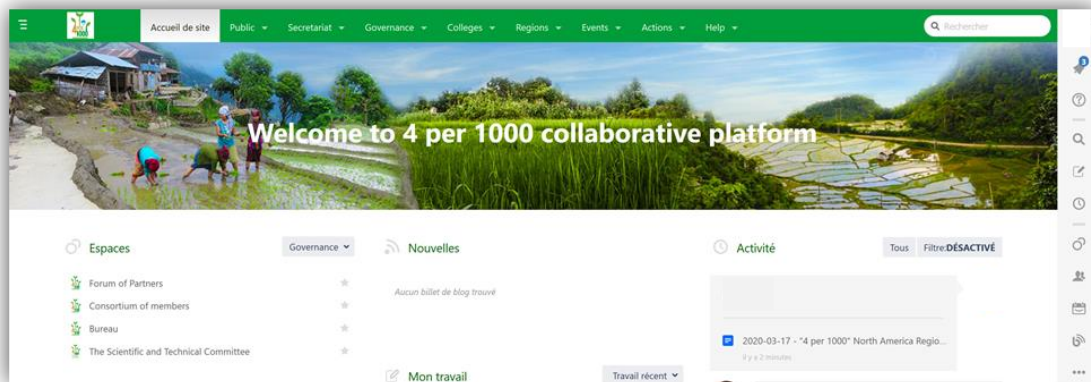 1000
Accueil de site
Public
Secretariat
Governance
Colleges
Regions
Events
Actions
Help
Rechercher
3
Welcome to 4 per 1000 collaborative platform
Espaces
Governance
Forum of Partners
Consortium of members
Bureau
The Scientific and Technical Committee
Nouvelles
Aucun billet de blog trouvé
Mon travail
Travail récent
Activité
Tous
Filtre:DÉSACTIVÉ
2020-03-17 - "4 per 1000" North America Regio...
il y a 2 minutes